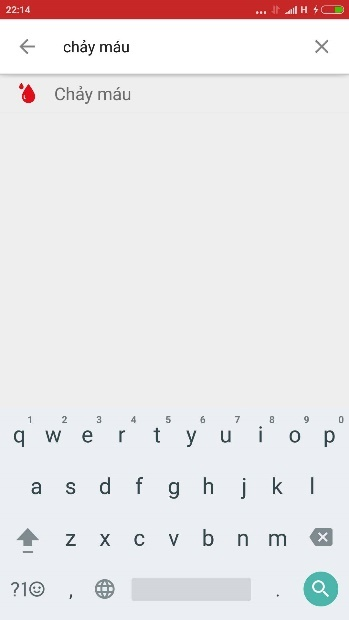 22:14
... H
chảy máu
Chảy máu
1 2 3 4 5 6 7 8 9 0
q w e r t y u i o p
a s d f g h j k l
z x c v b n m
?1☺ , .